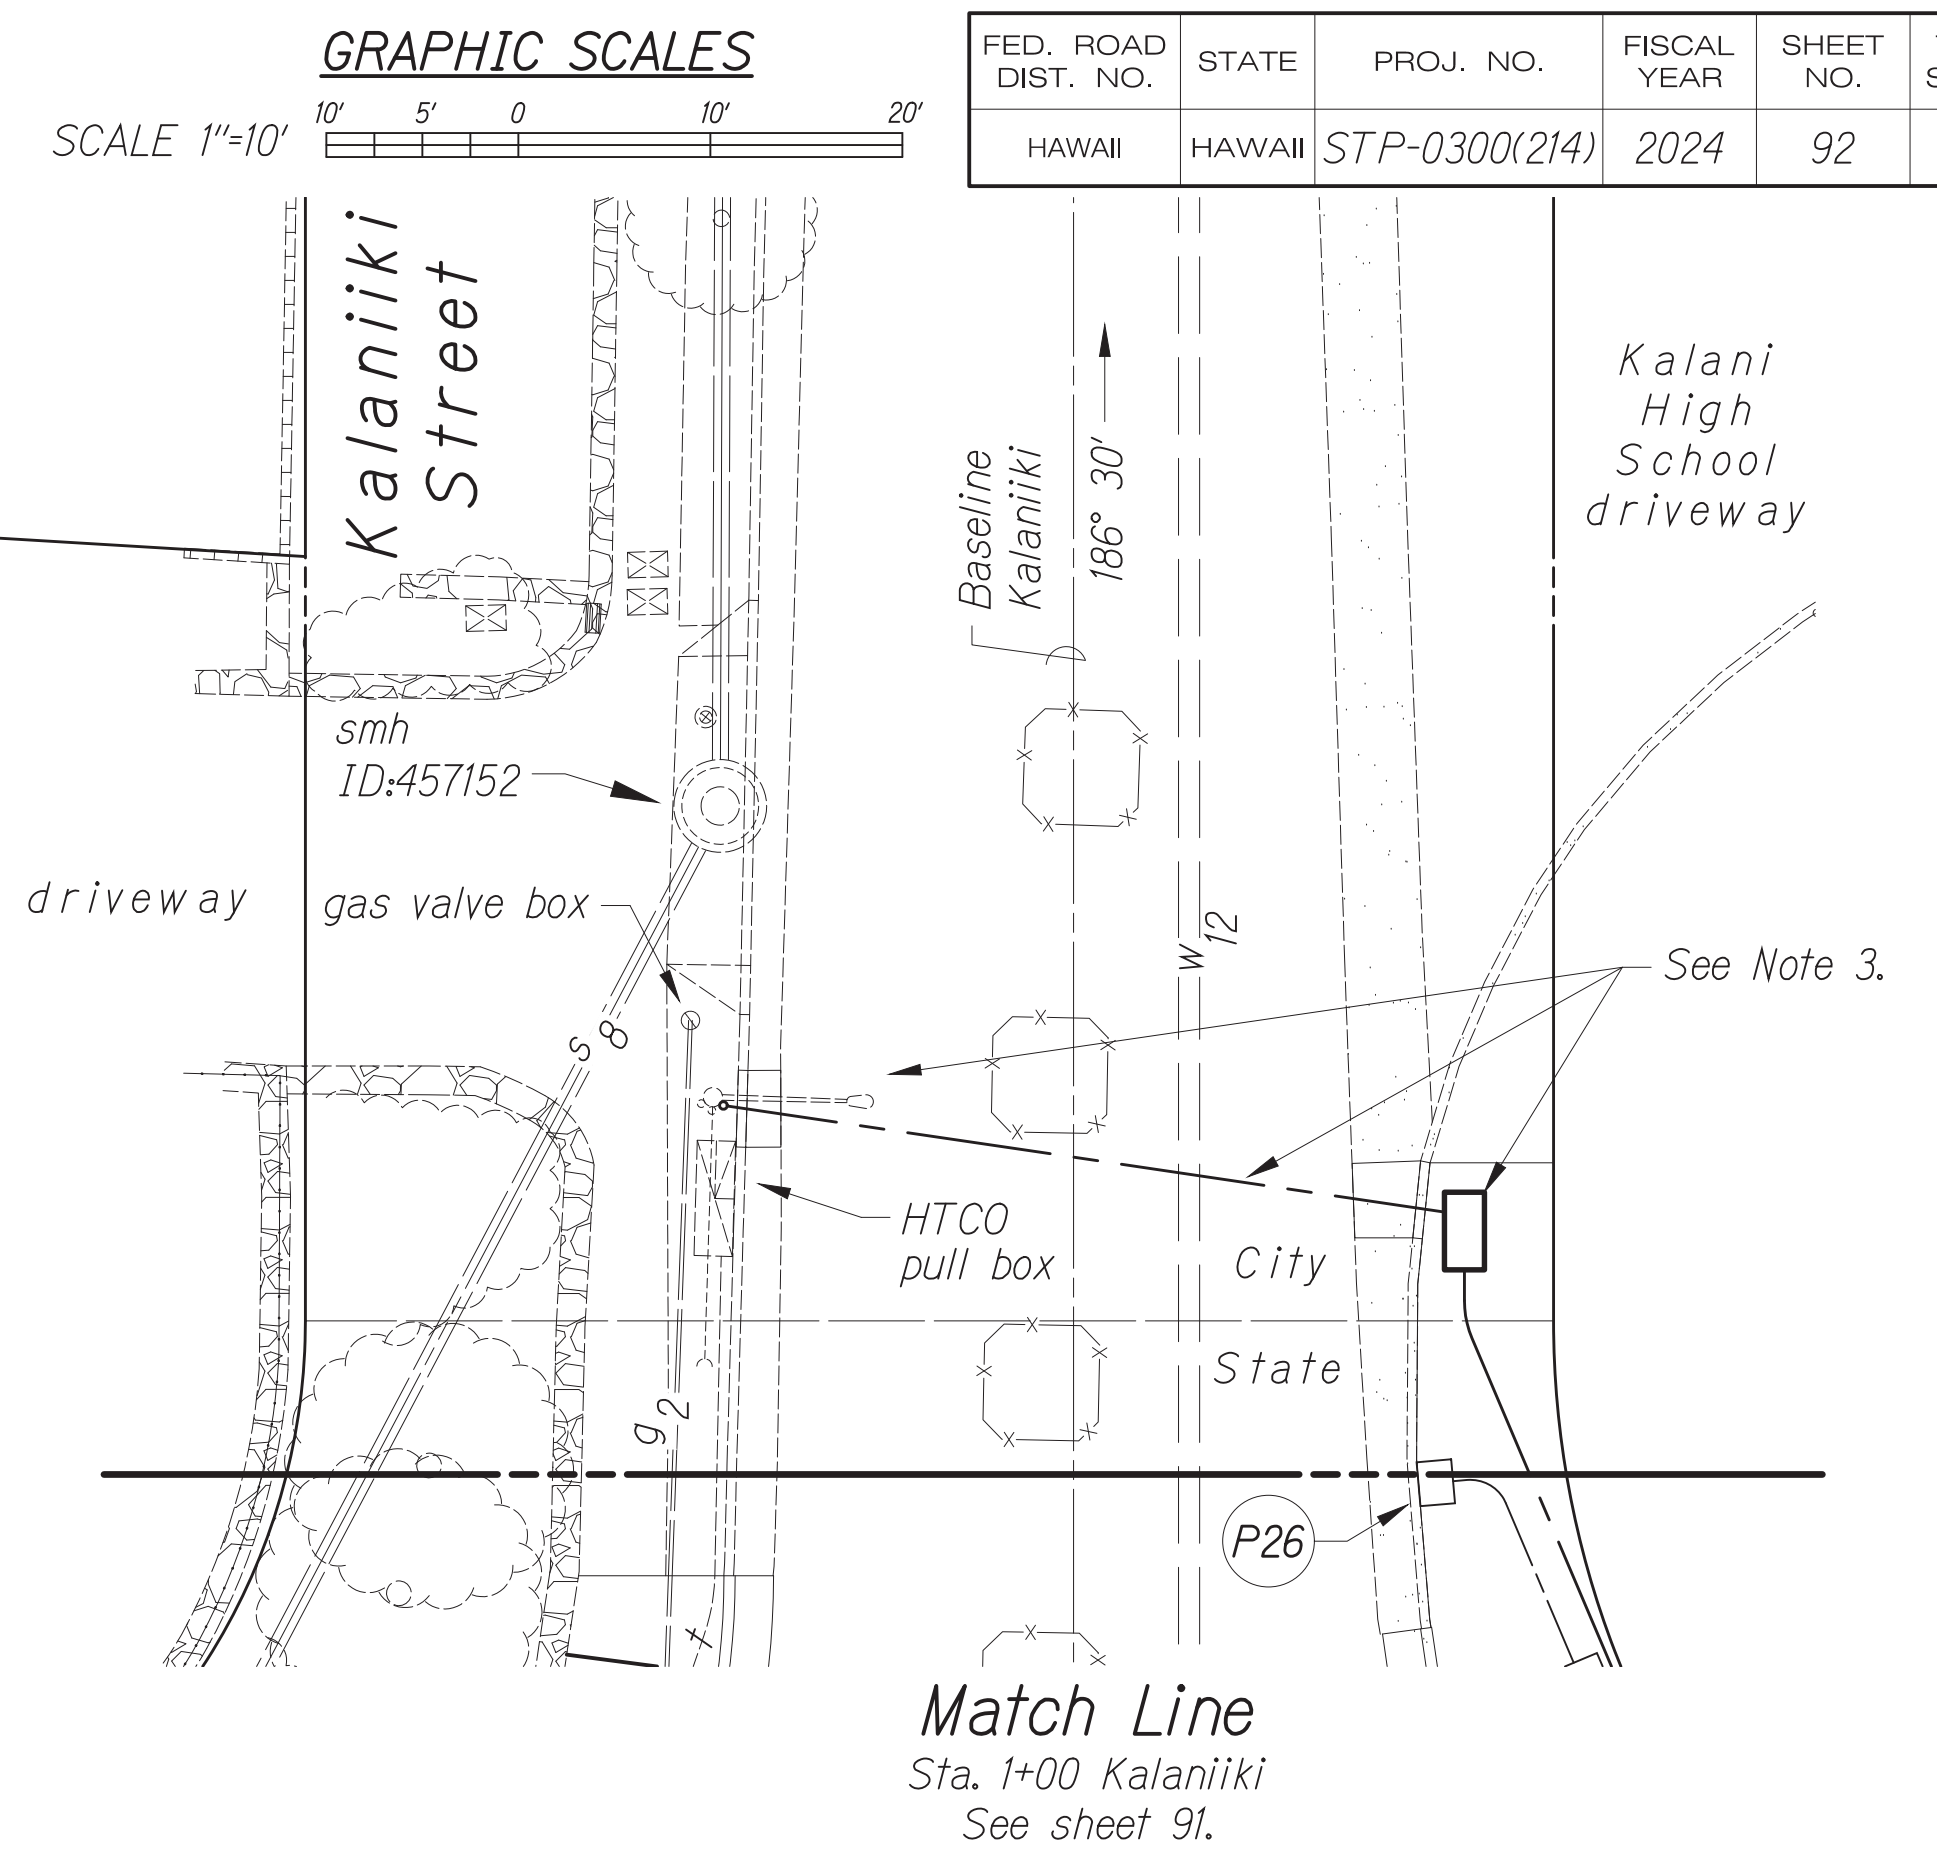 GRAPHIC SCALES
SCALE 1"=10'
10' 5' 0 10' 20'
FED. ROAD DIST. NO.
STATE
PROJ. NO.
FISCAL YEAR
SHEET NO.
HAWAII
HAWAII
STP-0300(214)
2024
92
Kalaniiki
Street
Kalani
High
School
driveway
Baseline
Kalaniiki
186° 30'
smh
ID:457152
driveway
gas valve box
w
12
See Note 3.
s
8
HTCO
pull box
City
State
g
2
P26
t
Match Line
Sta. 1+00 Kalaniiki
See sheet 91.